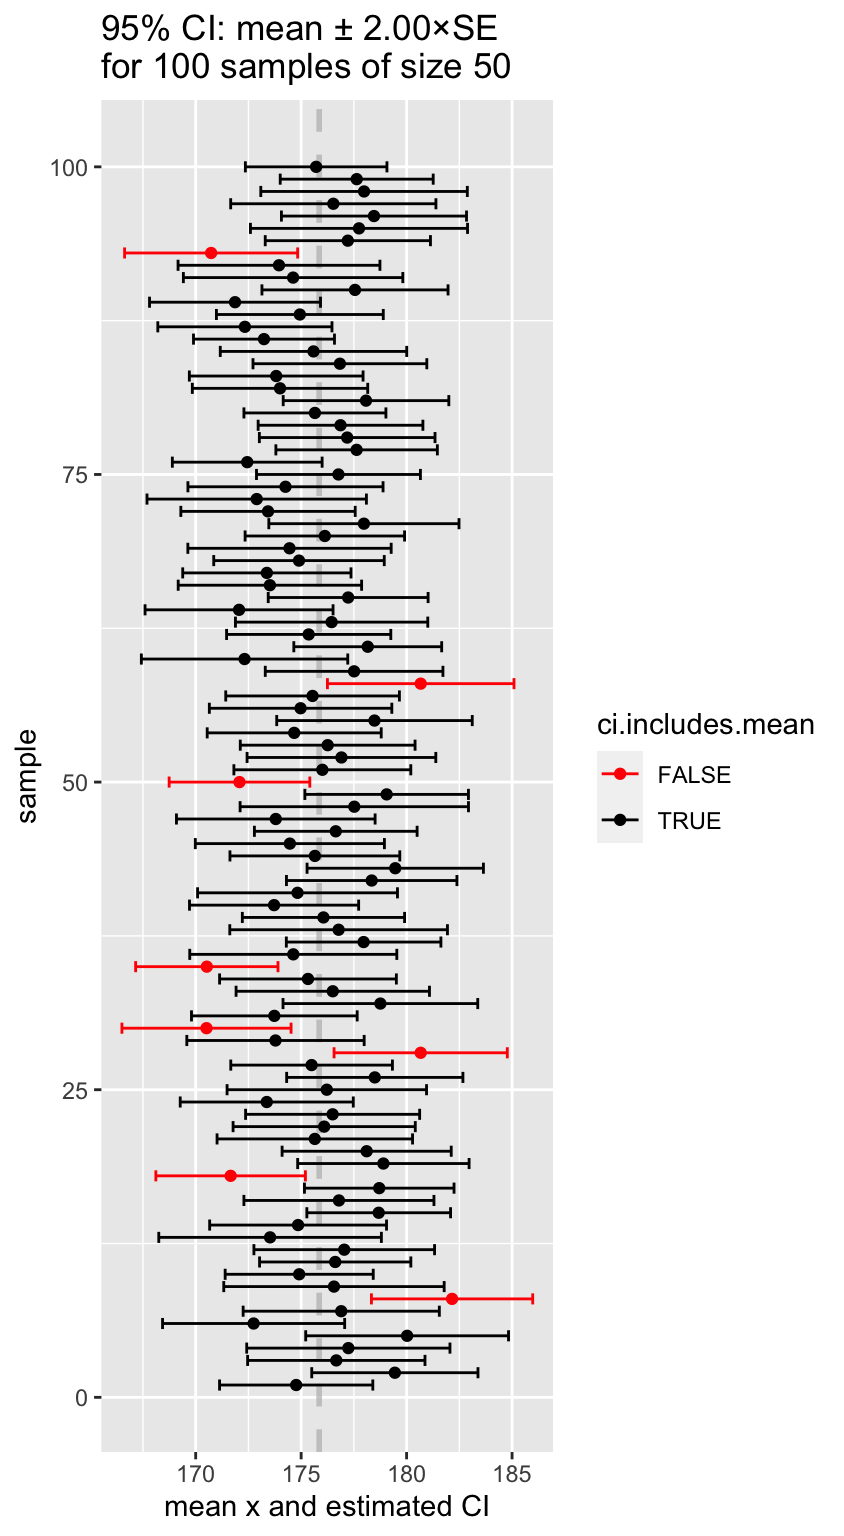 95% CI: mean ± 2.00×SE
for 100 samples of size 50
100
75
50
25
0
sample
170
175
180
185
mean x and estimated CI
ci.includes.mean
FALSE
TRUE